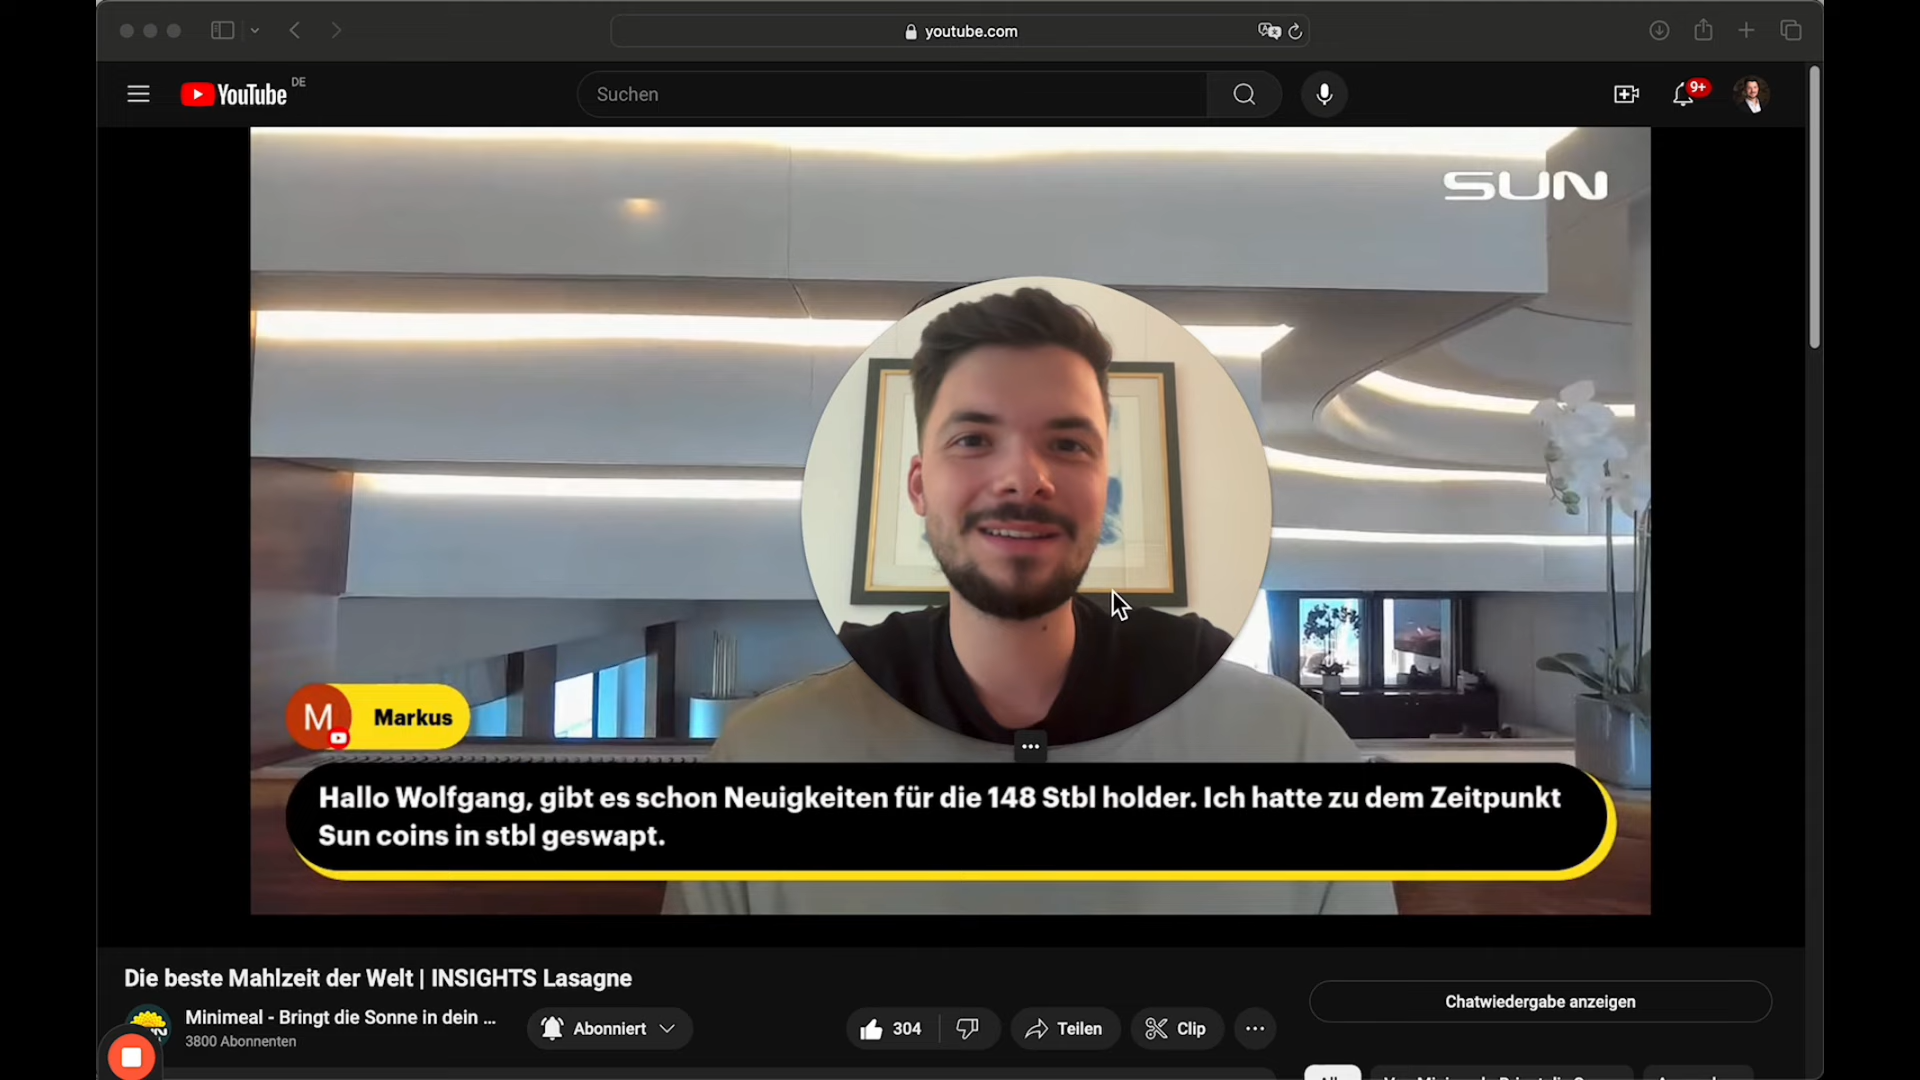 youtube.com
YouTube DE
Suchen
9+
SUN
M Markus
Hallo Wolfgang, gibt es schon Neuigkeiten für die 148 Stbl holder. Ich hatte zu dem Zeitpunkt
Sun coins in stbl geswapt.
Die beste Mahlzeit der Welt | INSIGHTS Lasagne
Chatwiedergabe anzeigen
Minimeal - Bringt die Sonne in dein ...
3800 Abonnenten
Abonniert
304
Teilen
Clip